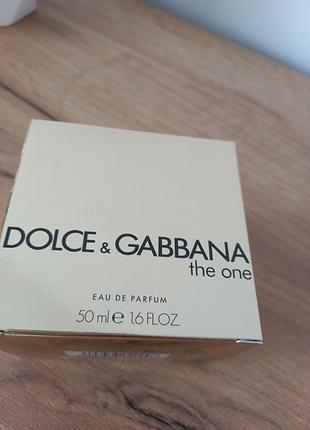 DOLCE & GABBANA
the one
EAU DE PARFUM
50 ml ℮ 1.6 FL.OZ.